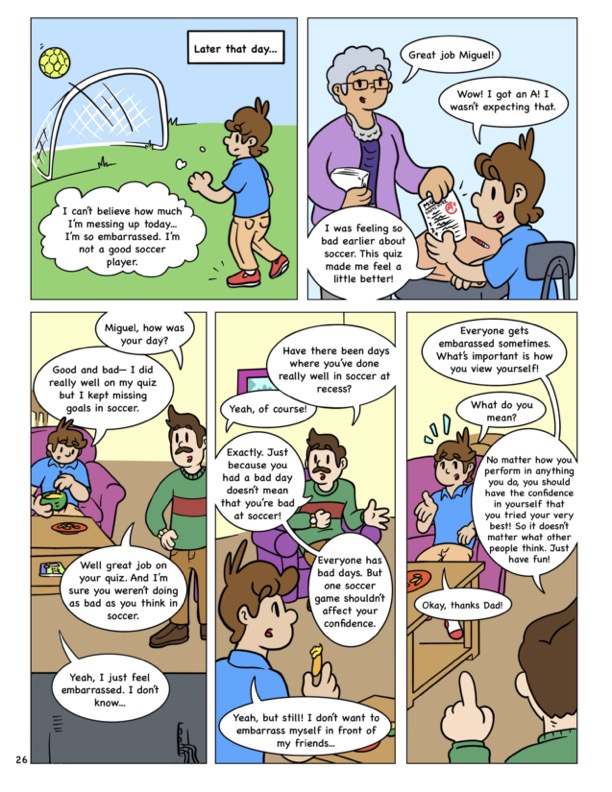 Later that day...
I can't believe how much
I'm messing up today...
I'm so embarrassed. I'm
not a good soccer
player.
Great job Miguel!
Wow! I got an A! I
wasn't expecting that.
I was feeling so
bad earlier about
soccer. This quiz
made me feel a
little better!
Miguel, how was
your day?
Good and bad— I did
really well on my quiz
but I kept missing
goals in soccer.
Well great job on
your quiz. And I'm
sure you weren't doing
as bad as you think in
soccer.
Yeah, I just feel
embarrassed. I don't
know...
Have there been days
where you've done
really well in soccer at
recess?
Yeah, of course!
Exactly. Just
because you
had a bad day
doesn't mean
that you're bad
at soccer!
Everyone has
bad days. But
one soccer
game shouldn't
affect your
confidence.
Yeah, but still! I don't want to
embarrass myself in front of
my friends...
Everyone gets
embarassed sometimes.
What's important is how
you view yourself!
What do you
mean?
No matter how you
perform in anything
you do, you should
have the confidence
in yourself that
you tried your very
best! So it doesn't
matter what other
people think. Just
have fun!
Okay, thanks Dad!
26